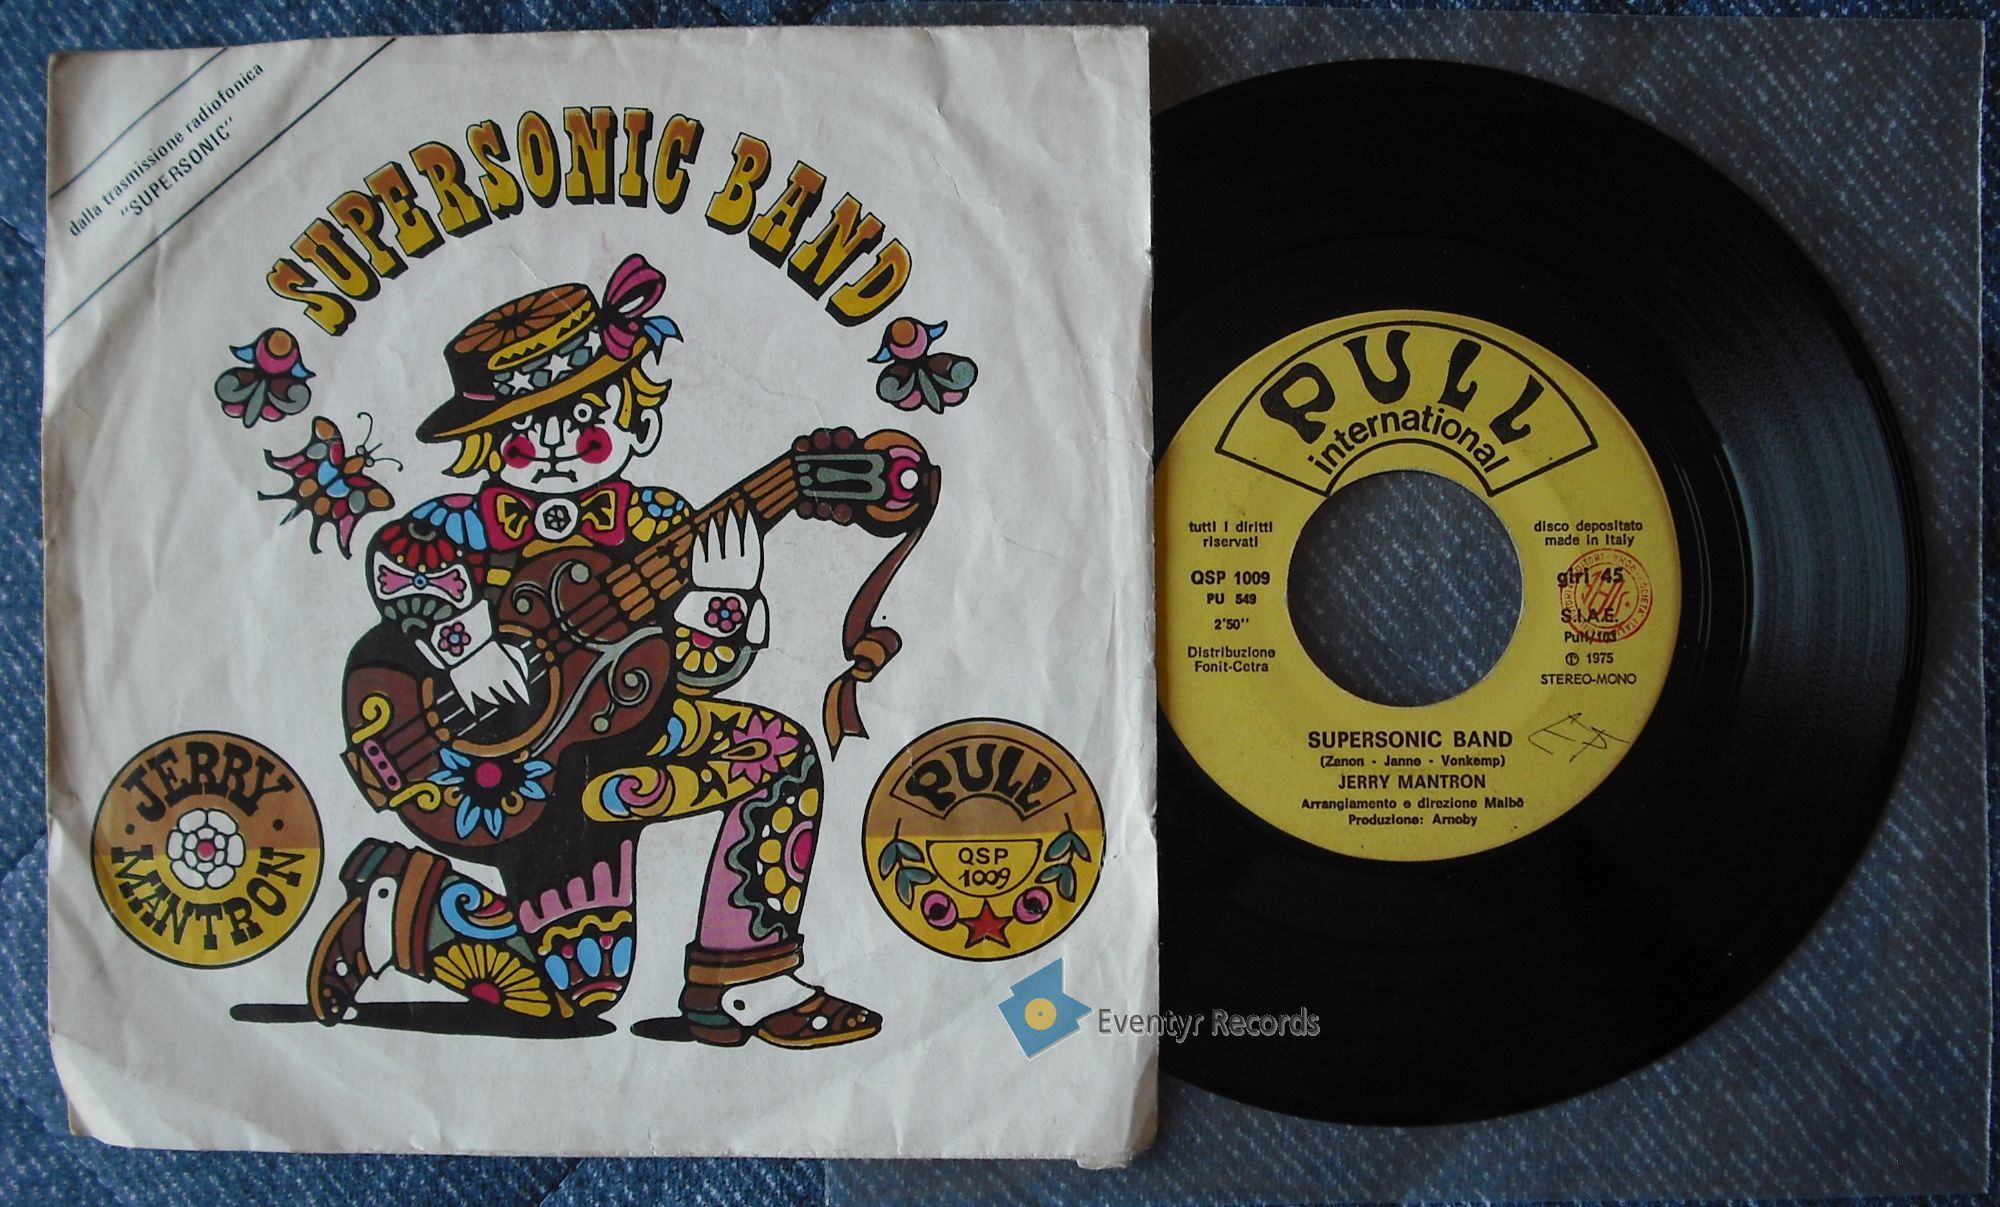 dalla trasmissione radiofonica
"SUPERSONIC"
SUPERSONIC BAND
JERRY
MANTRON
PULL
QSP
1009
PULL
international
tutti i diritti
riservati
QSP 1009
PU 549
2'50"
Distribuzione
Fonit-Cetra
disco depositato
made in Italy
giri 45
S.I.A.E.
Pull/103
Ⓟ 1975
STEREO-MONO
SUPERSONIC BAND
(Zenon - Janne - Vonkemp)
JERRY MANTRON
Arrangiamento e direzione Malbò
Produzione: Arnoby
Eventyr Records